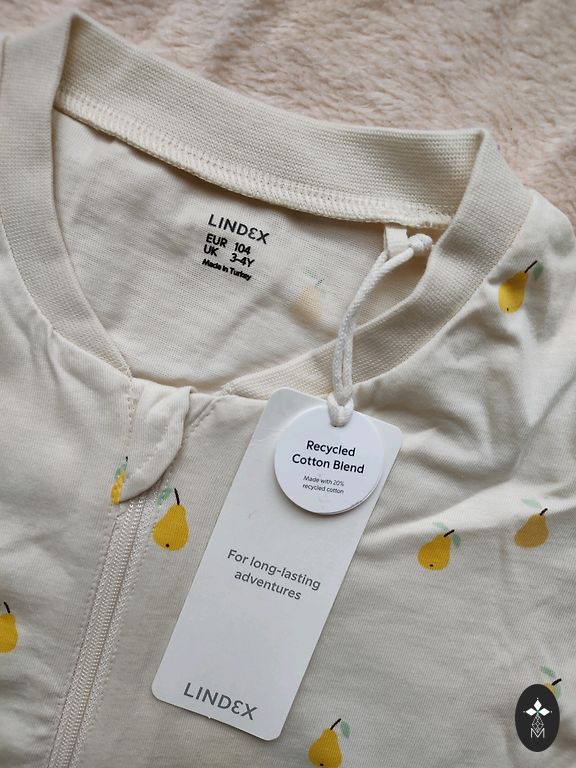 LINDEX
EUR 104
UK 3-4Y
Made in Turkey
Recycled
Cotton Blend
Made with 20%
recycled cotton
For long-lasting
adventures
LINDEX
M